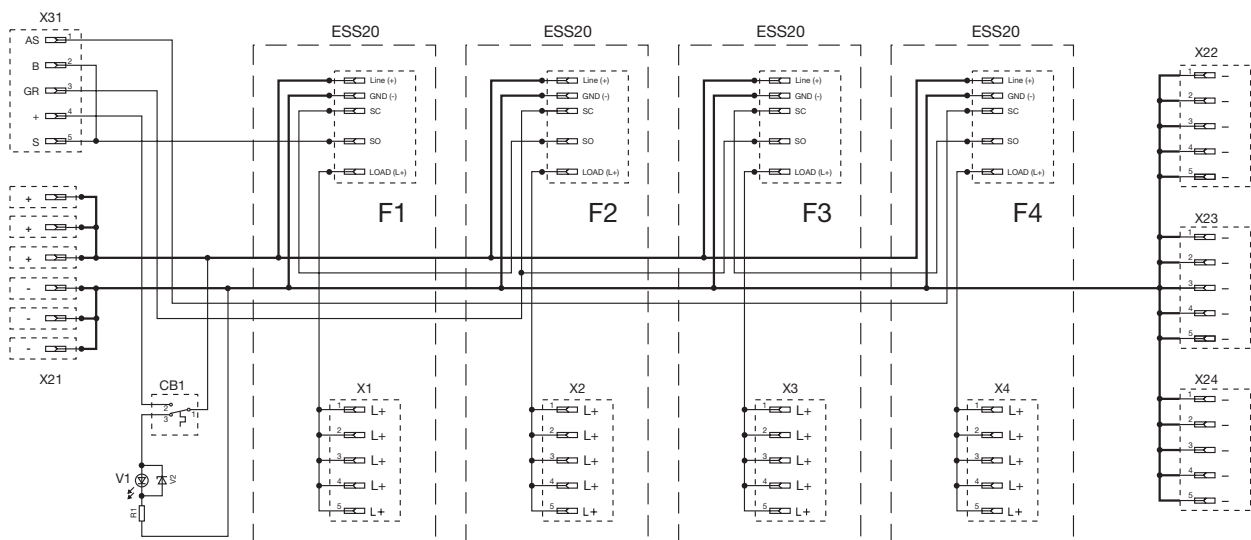 X31
AS 1
B 2
GR 3
+ 4
S 5
+
+
+
-
-
-
X21
CB1
2
3
1
V1
V2
R1
ESS20
Line (+)
GND (-)
SC
SO
LOAD (L+)
F1
X1
1 L+
2 L+
3 L+
4 L+
5 L+
ESS20
Line (+)
GND (-)
SC
SO
LOAD (L+)
F2
X2
1 L+
2 L+
3 L+
4 L+
5 L+
ESS20
Line (+)
GND (-)
SC
SO
LOAD (L+)
F3
X3
1 L+
2 L+
3 L+
4 L+
5 L+
ESS20
Line (+)
GND (-)
SC
SO
LOAD (L+)
F4
X4
1 L+
2 L+
3 L+
4 L+
5 L+
X22
1 –
2 –
3 –
4 –
5 –
X23
1 –
2 –
3 –
4 –
5 –
X24
1 –
2 –
3 –
4 –
5 –